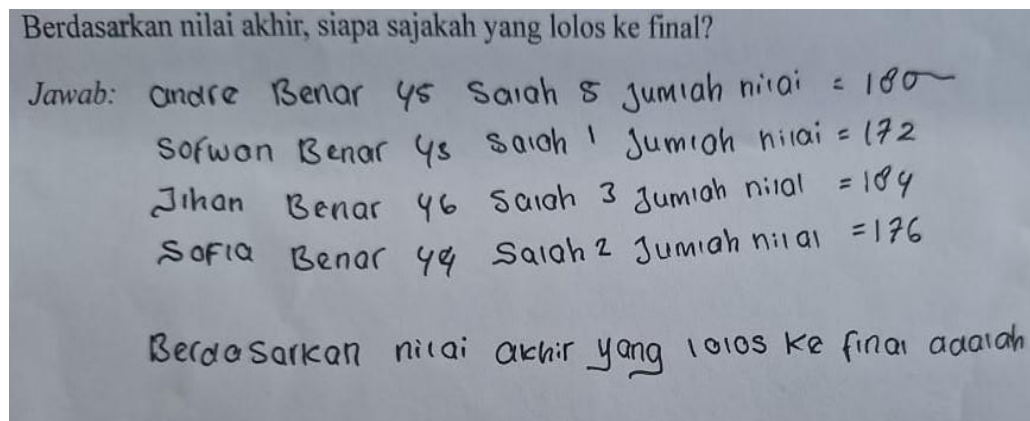 Berdasarkan nilai akhir, siapa sajakah yang lolos ke final?
Jawab: andre Benar 45 Salah 5 Jumlah nilai = 180
Sofwan Benar 43 Salah 1 Jumlah nilai = 172
Jihan Benar 46 Salah 3 Jumlah nilai = 184
Sofia Benar 44 Salah 2 Jumlah nilai = 176
Berdasarkan nilai akhir yang lolos ke final adalah